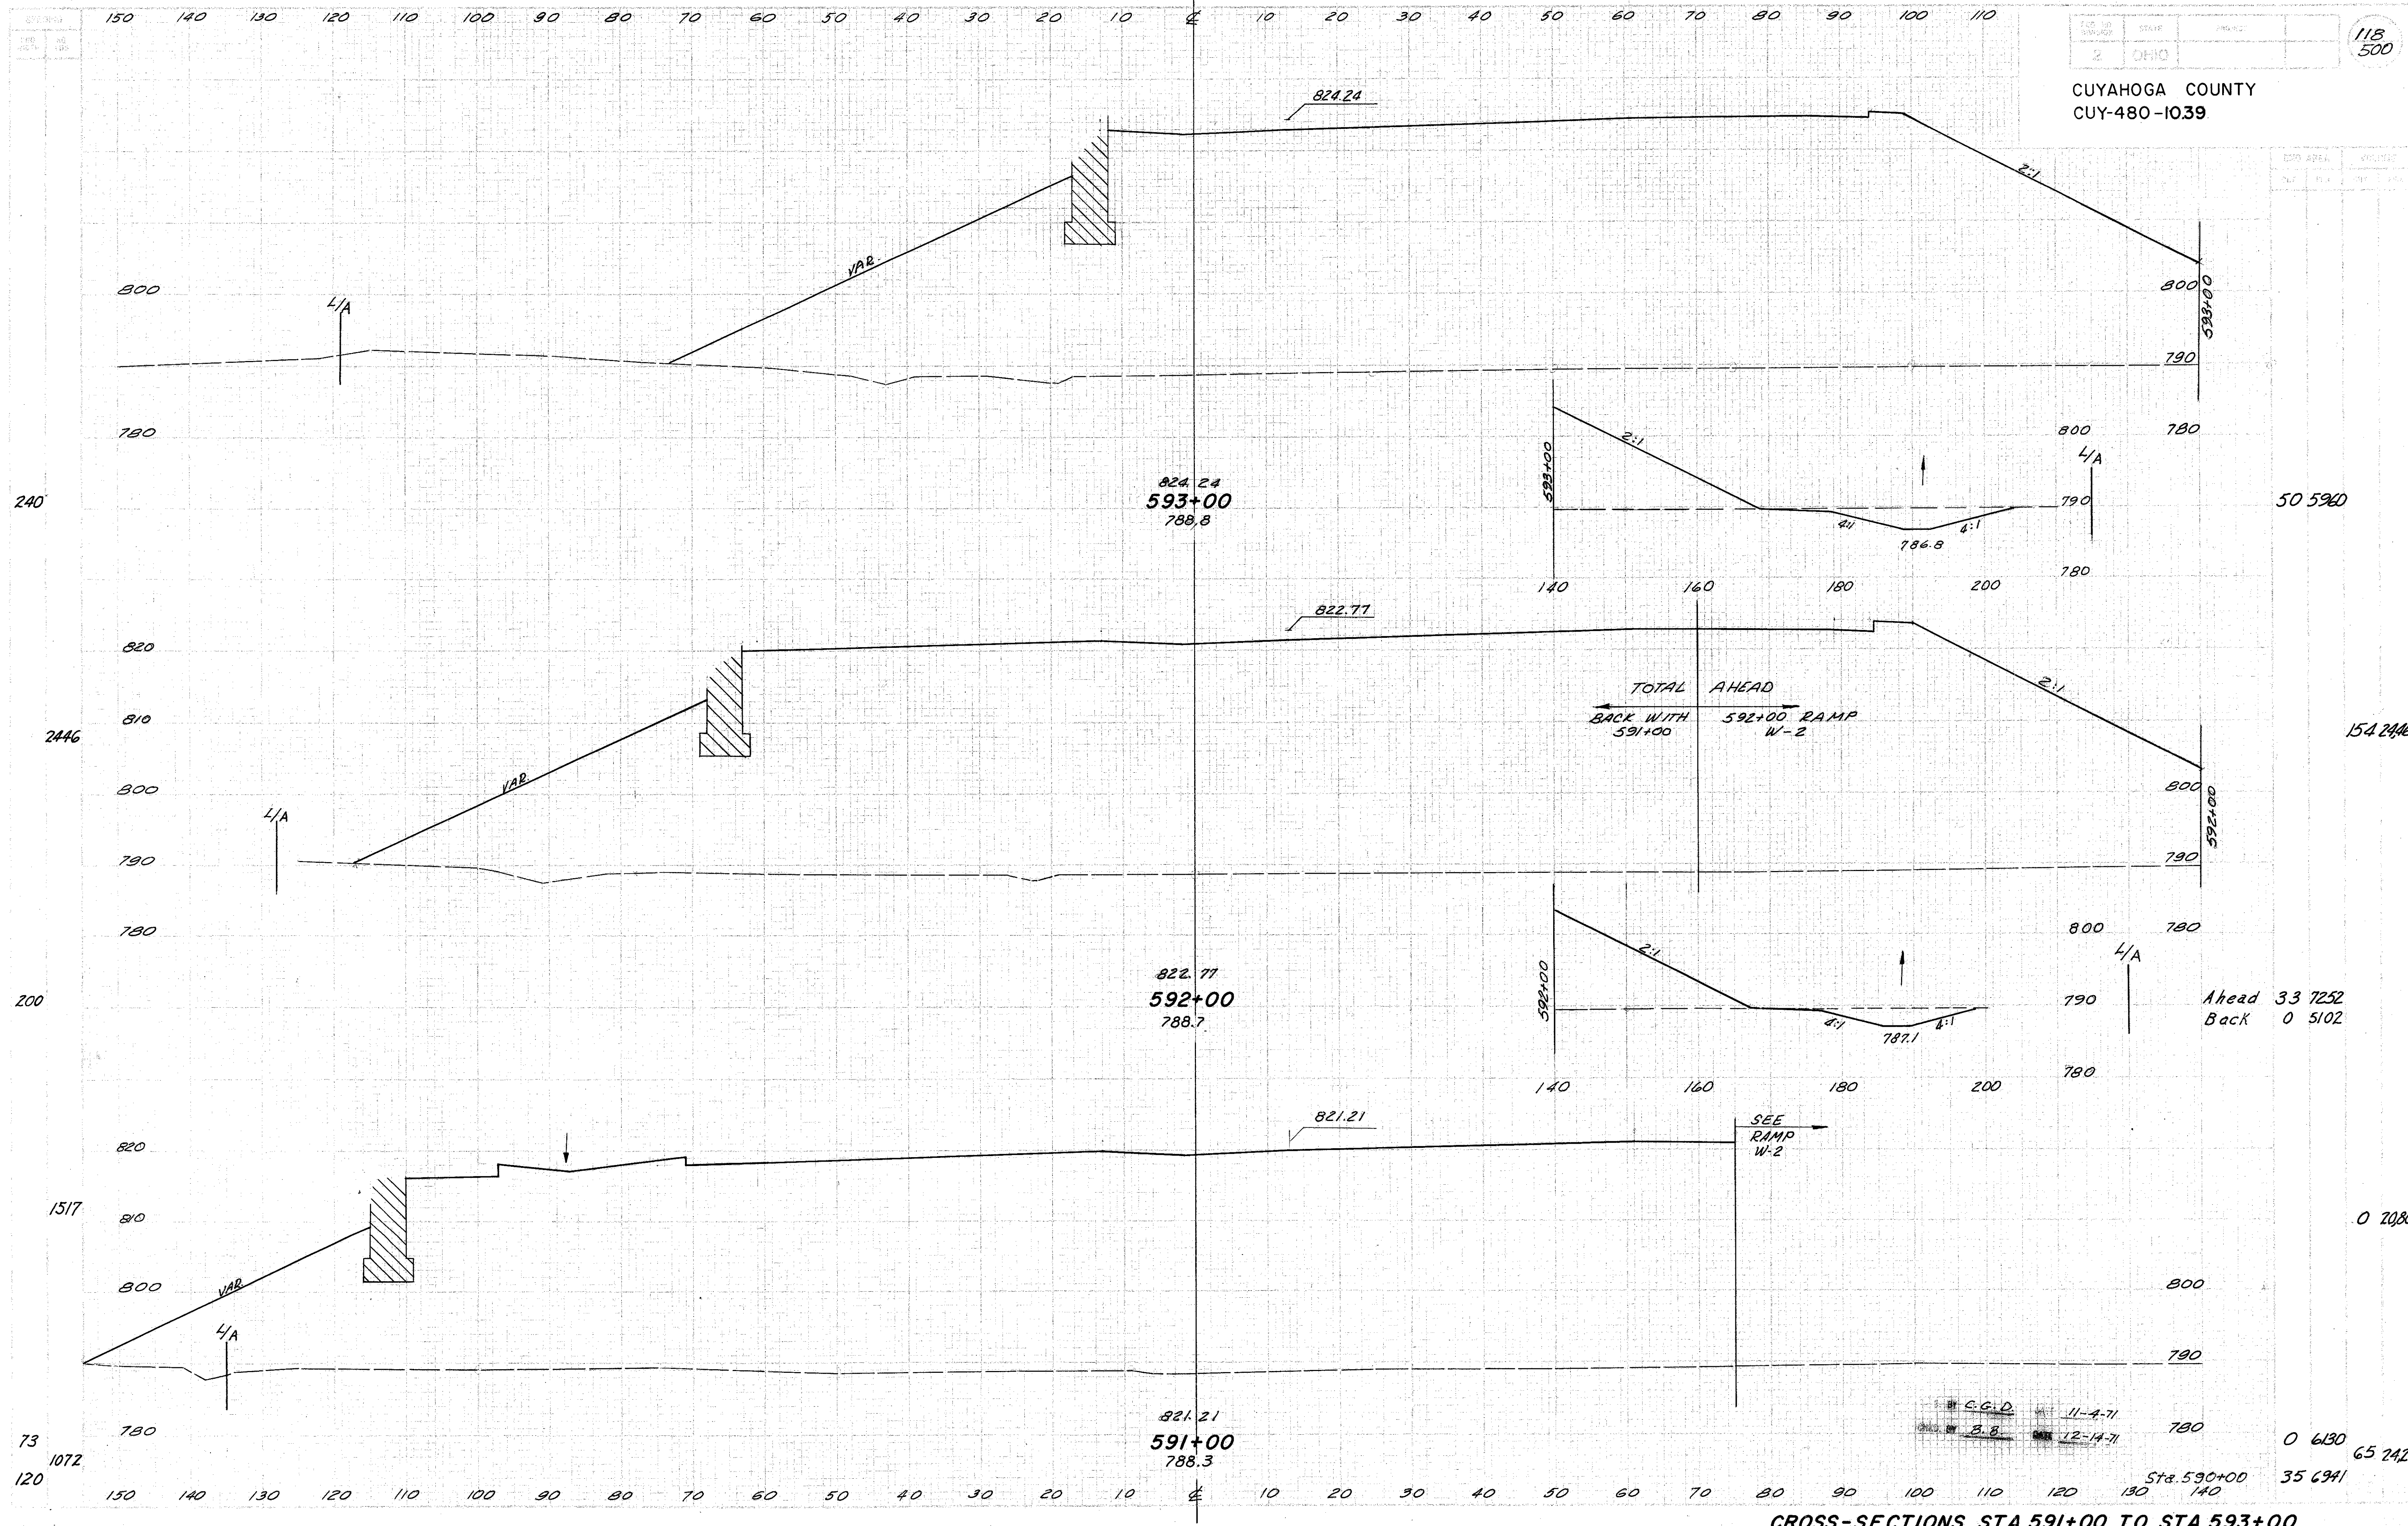 150 140 130 120 110 100 90 80 70 60 50 40 30 20 10 ℄ 10 20 30 40 50 60 70 80 90 100 110
118
500
2 OHIO
CUYAHOGA COUNTY
CUY-480-10.39
END AREA
824.24
2:1
VAR.
800
L/A
800
593+00
790
780
2:1
800
780
L/A
240
593+00
824.24
593+00
788.8
790
4:1
4:1
786.8
50 5960
780
140 160 180 200
822.77
820
TOTAL AHEAD
2:1
810
BACK WITH 592+00 RAMP
591+00 W-2
2446
VAR.
800
800
L/A
592+00
790
790
780
2:1
800
780
L/A
592+00
822.77
592+00
788.7
200
790
4:1
4:1
787.1
Ahead 33 7252
Back 0 5102
780
140 160 180 200
821.21
SEE
RAMP
W-2
820
1517
810
800
VAR.
800
L/A
790
C.G.D. 11-4-71
B.B. 12-14-71
780
780
821.21
591+00
788.3
73
1072
120
0 6130
Sta. 590+00 35 6941
150 140 130 120 110 100 90 80 70 60 50 40 30 20 10 ℄ 10 20 30 40 50 60 70 80 90 100 110 120 130 140
CROSS-SECTIONS STA 591+00 TO STA 593+00